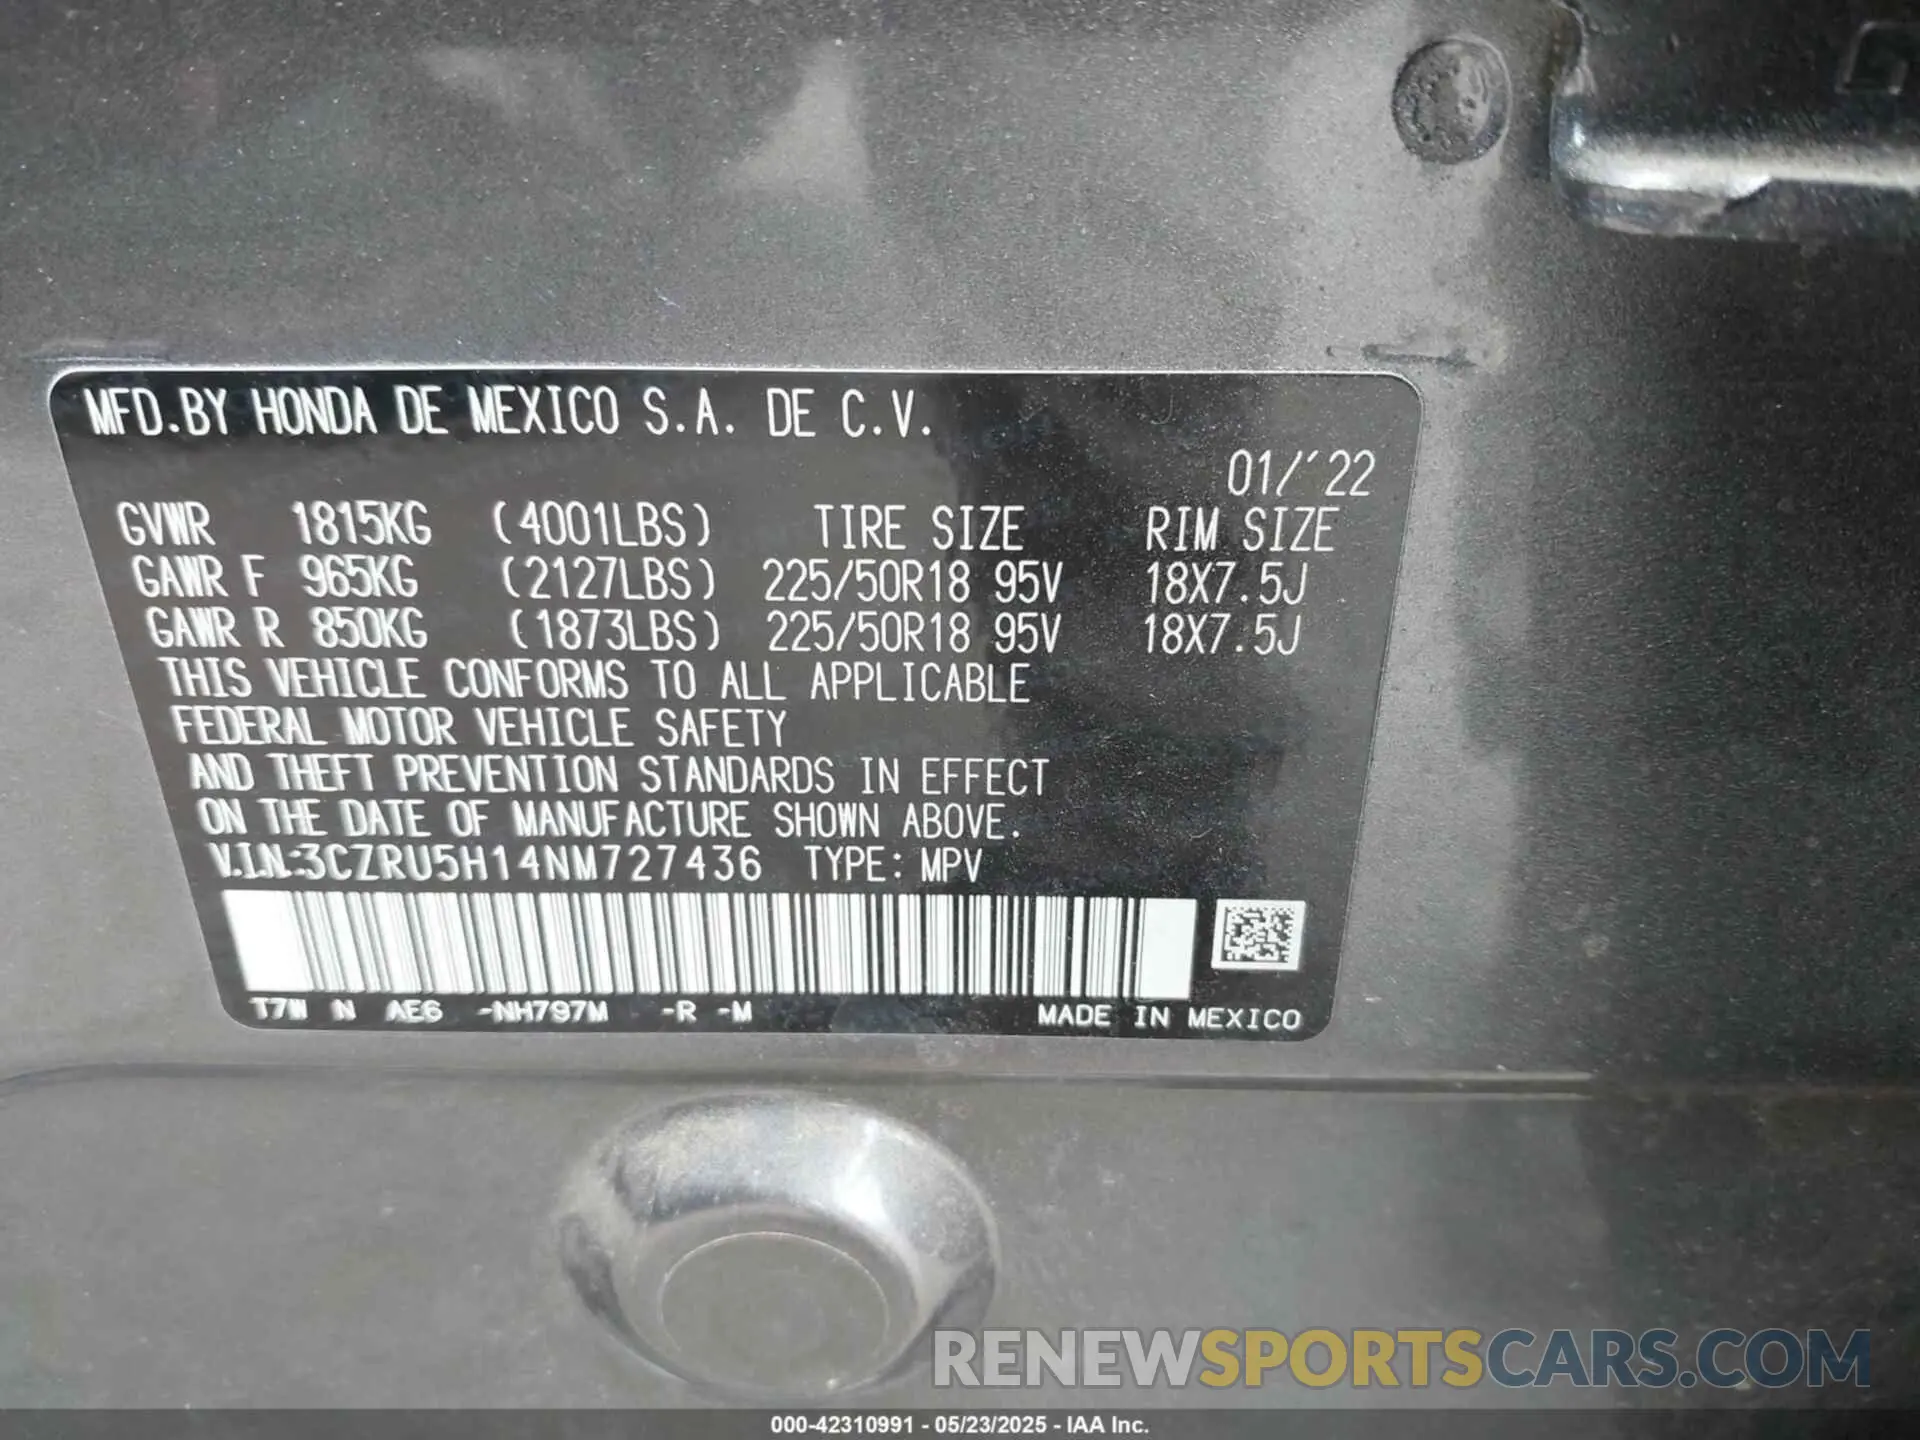 MFD.BY HONDA DE MEXICO S.A. DE C.V.
01/'22
GVWR 1815KG (4001LBS) TIRE SIZE RIM SIZE
GAWR F 965KG (2127LBS) 225/50R18 95V 18X7.5J
GAWR R 850KG (1873LBS) 225/50R18 95V 18X7.5J
THIS VEHICLE CONFORMS TO ALL APPLICABLE
FEDERAL MOTOR VEHICLE SAFETY
AND THEFT PREVENTION STANDARDS IN EFFECT
ON THE DATE OF MANUFACTURE SHOWN ABOVE.
V.I.N:3CZRU5H14NM727436 TYPE: MPV
T7W N AE6 -NH797M -R -M MADE IN MEXICO
RENEWSPORTSCARS.COM
000-42310991 - 05/23/2025 - IAA Inc.